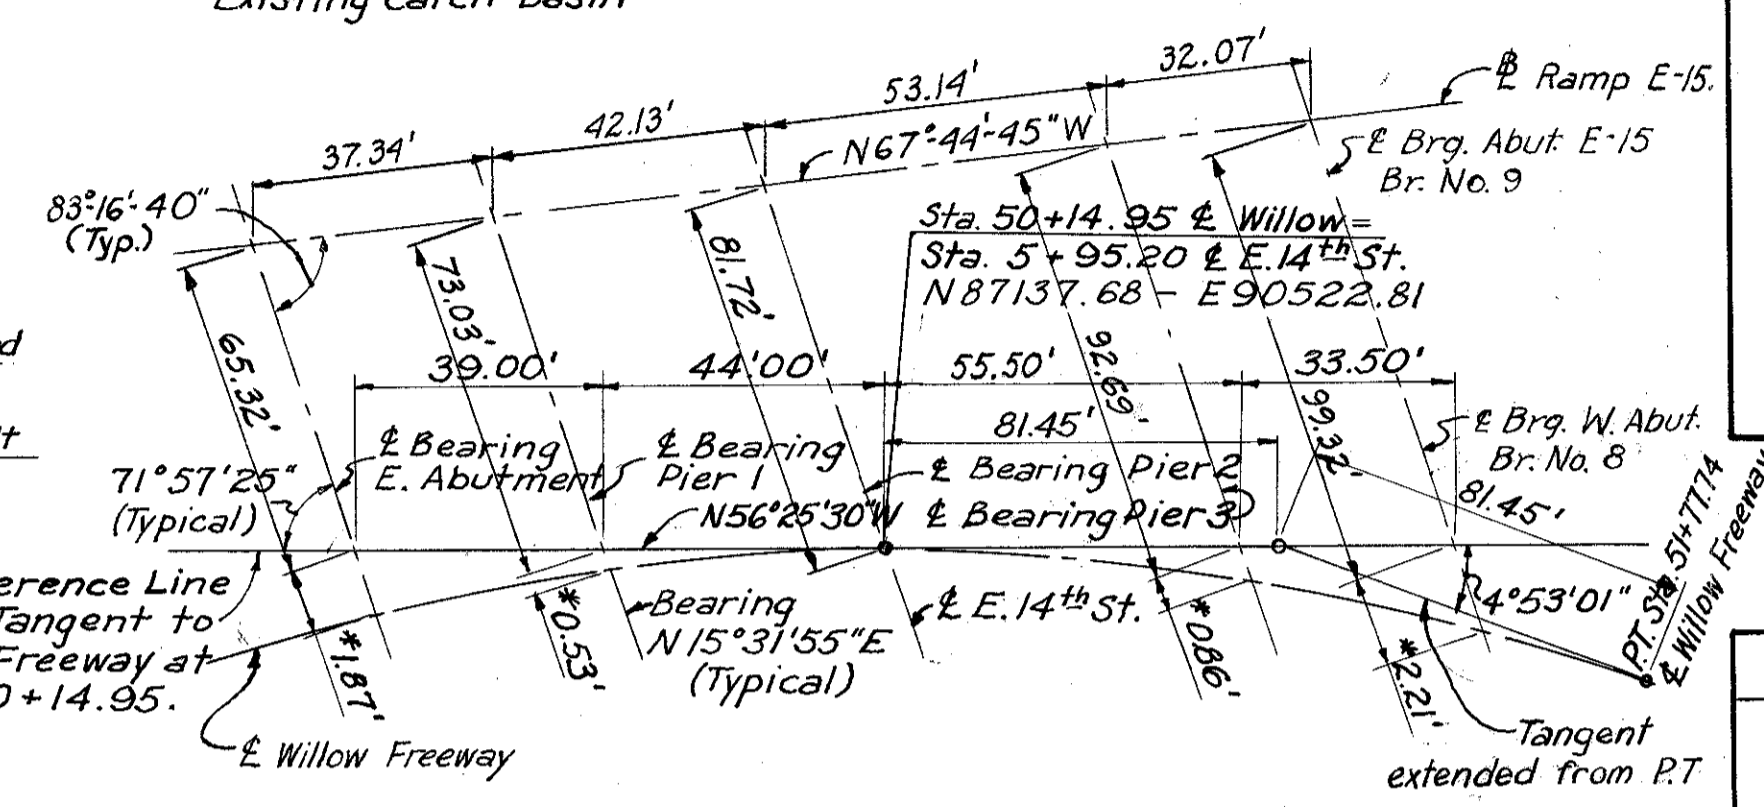 Existing Catch Basin
32.07'
53.14'
42.13'
37.34'
℄ Ramp E-15.
N67°-44'-45"W
℄ Brg. Abut. E-15
Br. No. 9
83°-16'-40"
(Typ.)
Sta. 50+14.95 ℄ Willow =
Sta. 5+95.20 ℄ E.14th St.
N87137.68 - E90522.81
65.32'
73.03'
81.72'
92.69'
99.32'
39.00'
44'00'
55.50'
33.50'
81.45'
℄ Bearing
E. Abutment
℄ Bearing
Pier 1
℄ Bearing Pier 2
℄ Bearing Pier 3
℄ Brg. W. Abut.
Br. No. 8
71°57'25"
(Typical)
N56°25'30"W
81.45'
P.T. Sta. 51+77.74
℄ Willow Freeway
erence Line
Tangent to
Freeway at
0+14.95.
*1.87'
*0.53'
Bearing
N15°31'55"E
(Typical)
℄ E.14th St.
*0.86'
*2.21'
4°53'01"
℄ Willow Freeway
Tangent
extended from P.T